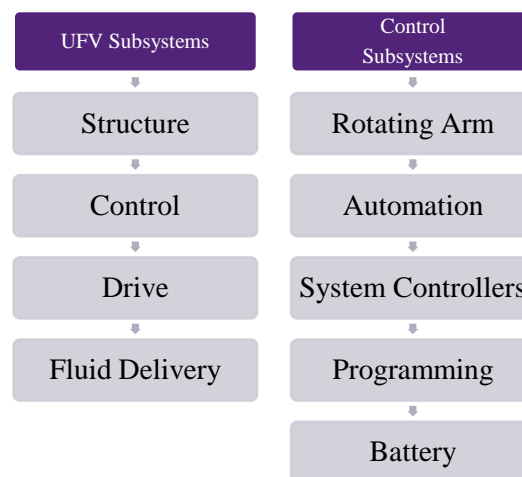 UFV Subsystems
Structure
Control
Drive
Fluid Delivery
Control
Subsystems
Rotating Arm
Automation
System Controllers
Programming
Battery